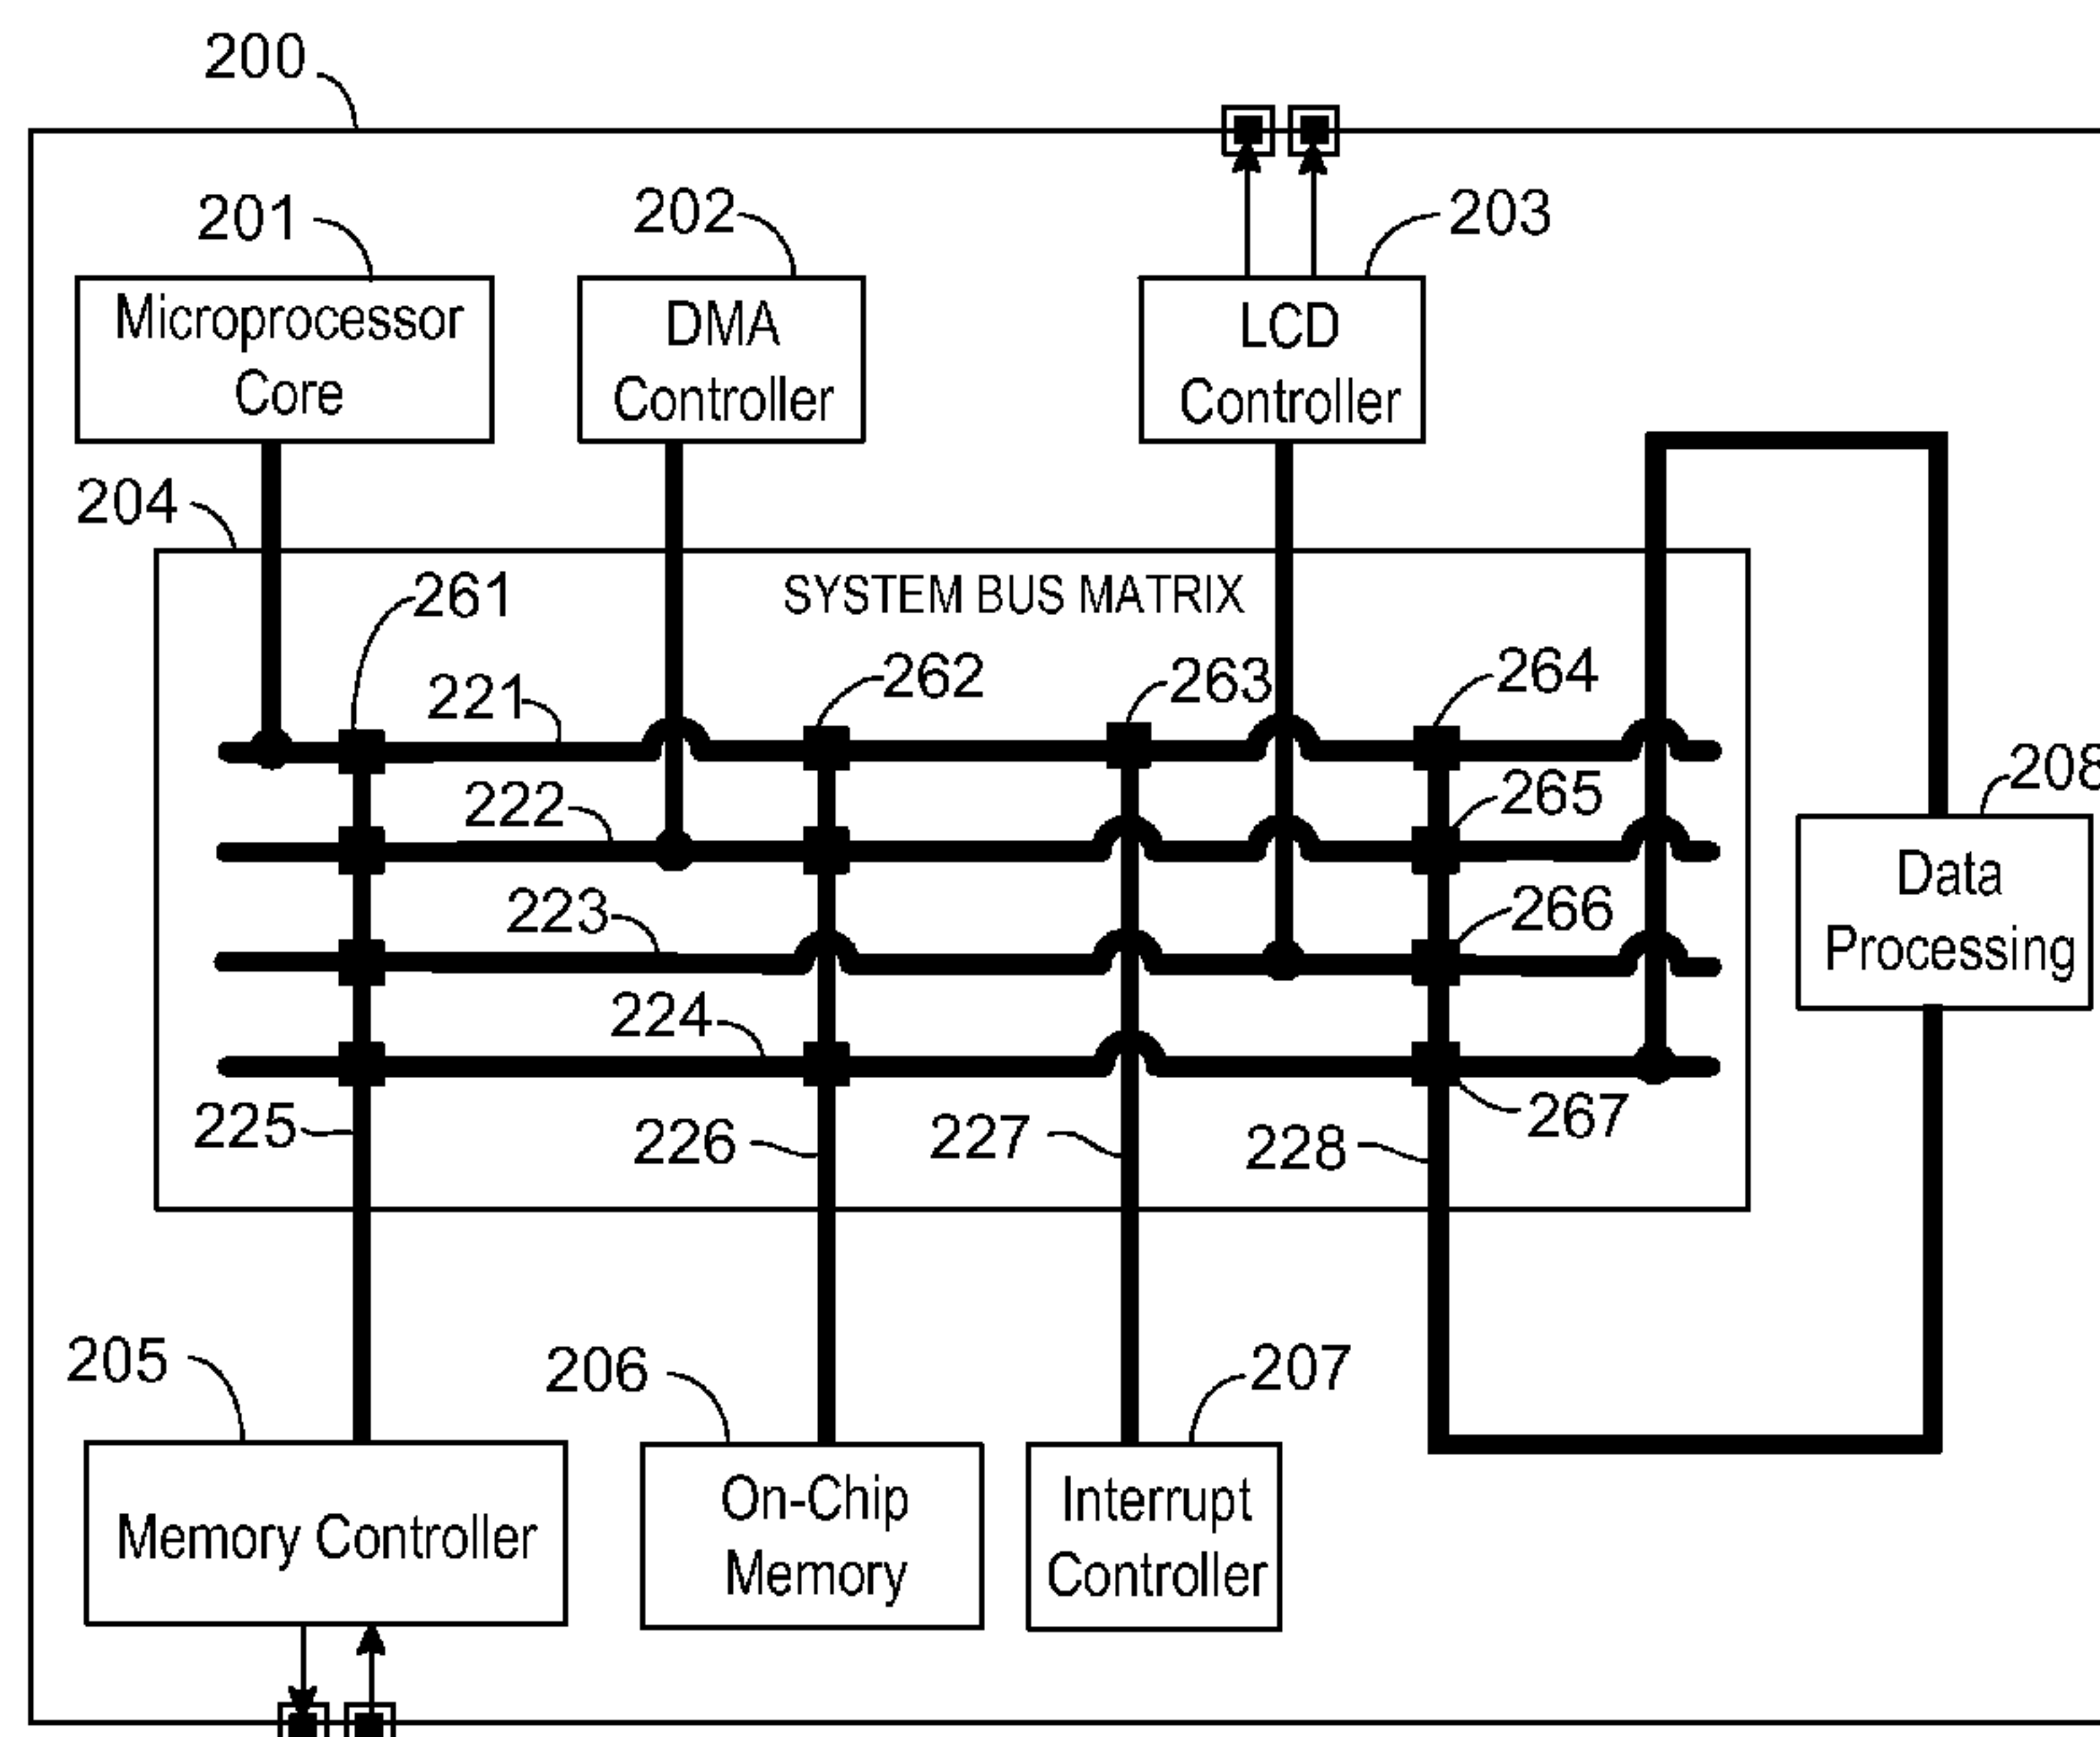 200
201
202
203
Microprocessor
Core
DMA
Controller
LCD
Controller
204
SYSTEM BUS MATRIX
261
221
262
263
264
222
265
208
223
266
Data
Processing
224
225
226
227
228
267
205
206
207
Memory Controller
On-Chip
Memory
Interrupt
Controller